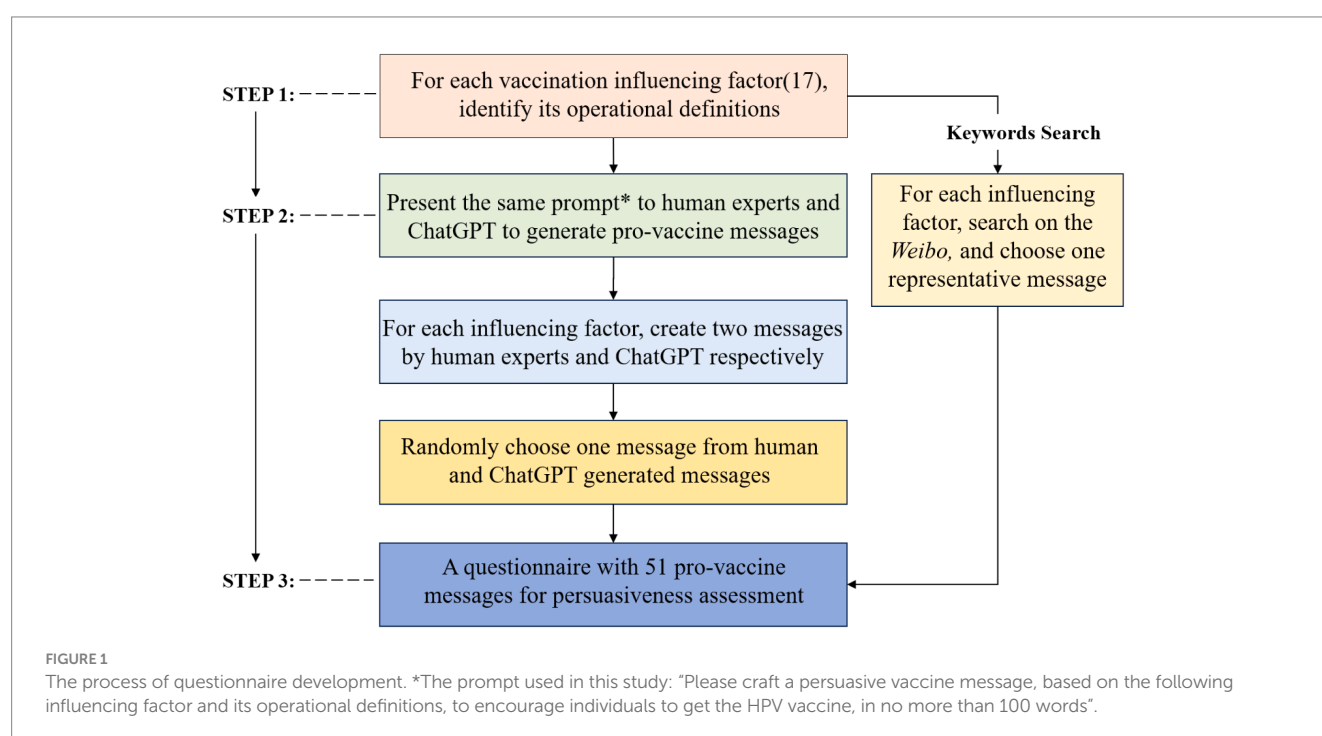 STEP 1:
For each vaccination influencing factor(17),
identify its operational definitions
Keywords Search
STEP 2:
Present the same prompt* to human experts and
ChatGPT to generate pro-vaccine messages
For each influencing
factor, search on the
Weibo, and choose one
representative message
For each influencing factor, create two messages
by human experts and ChatGPT respectively
Randomly choose one message from human
and ChatGPT generated messages
STEP 3:
A questionnaire with 51 pro-vaccine
messages for persuasiveness assessment
FIGURE 1
The process of questionnaire development. *The prompt used in this study: “Please craft a persuasive vaccine message, based on the following
influencing factor and its operational definitions, to encourage individuals to get the HPV vaccine, in no more than 100 words”.